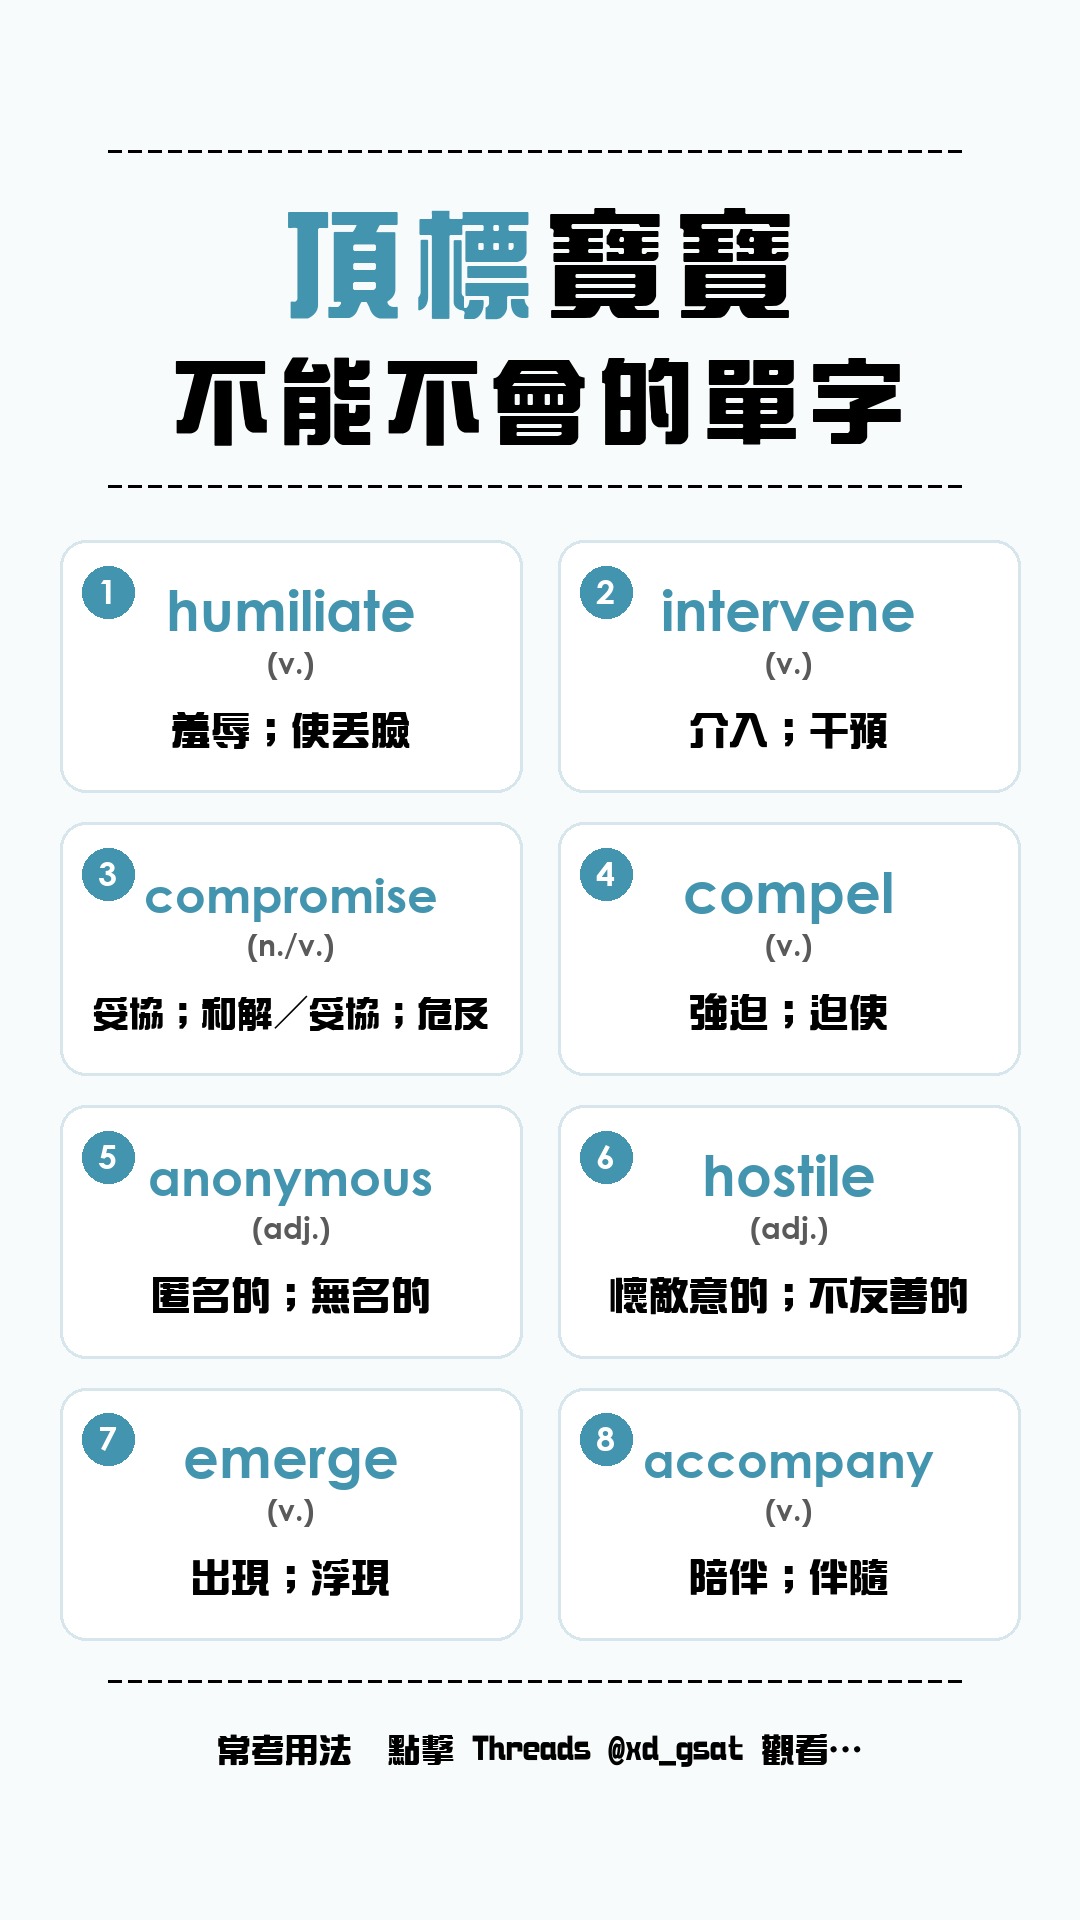 頂標寶寶
不能不會的單字
1
humiliate
(v.)
羞辱；使丟臉
2
intervene
(v.)
介入；干預
3
compromise
(n./v.)
妥協；和解／妥協；危及
4
compel
(v.)
強迫；迫使
5
anonymous
(adj.)
匿名的；無名的
6
hostile
(adj.)
懷敵意的；不友善的
7
emerge
(v.)
出現；浮現
8
accompany
(v.)
陪伴；伴隨
常考用法　點擊 Threads @xd_gsat 觀看⋯